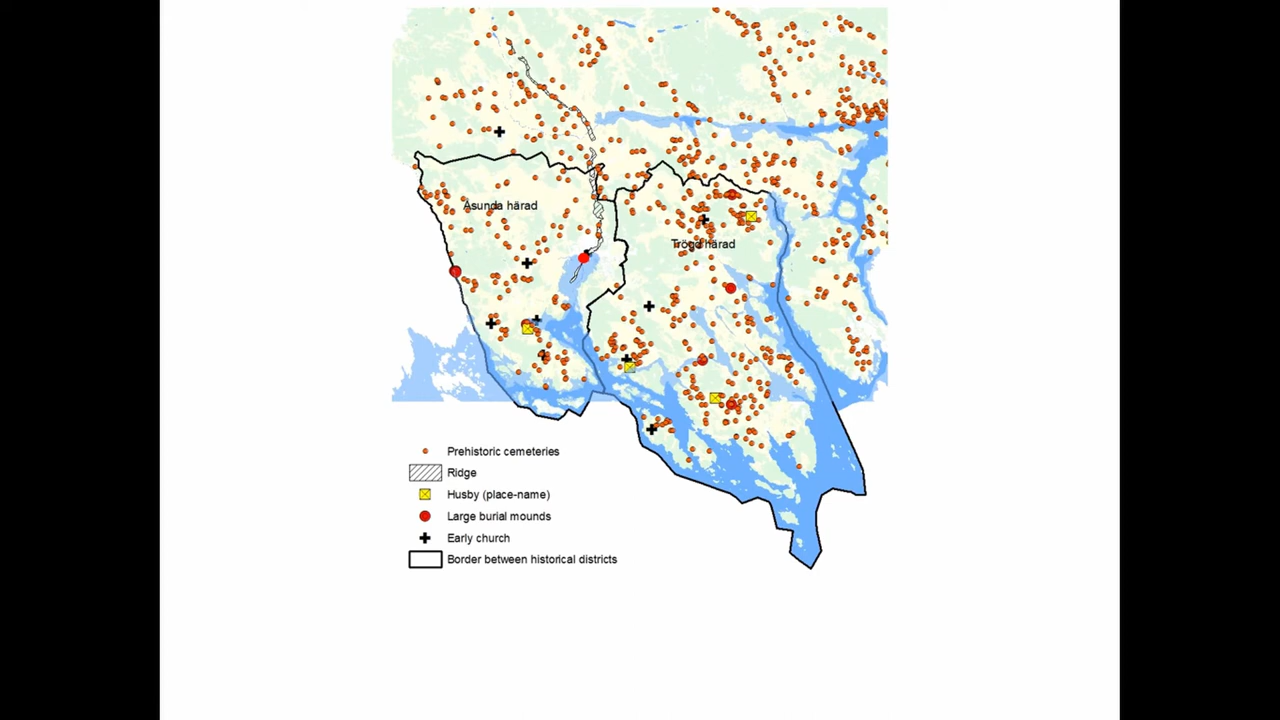 Åsunda härad
Trögd härad
Prehistoric cemeteries
Ridge
Husby (place-name)
Large burial mounds
Early church
Border between historical districts